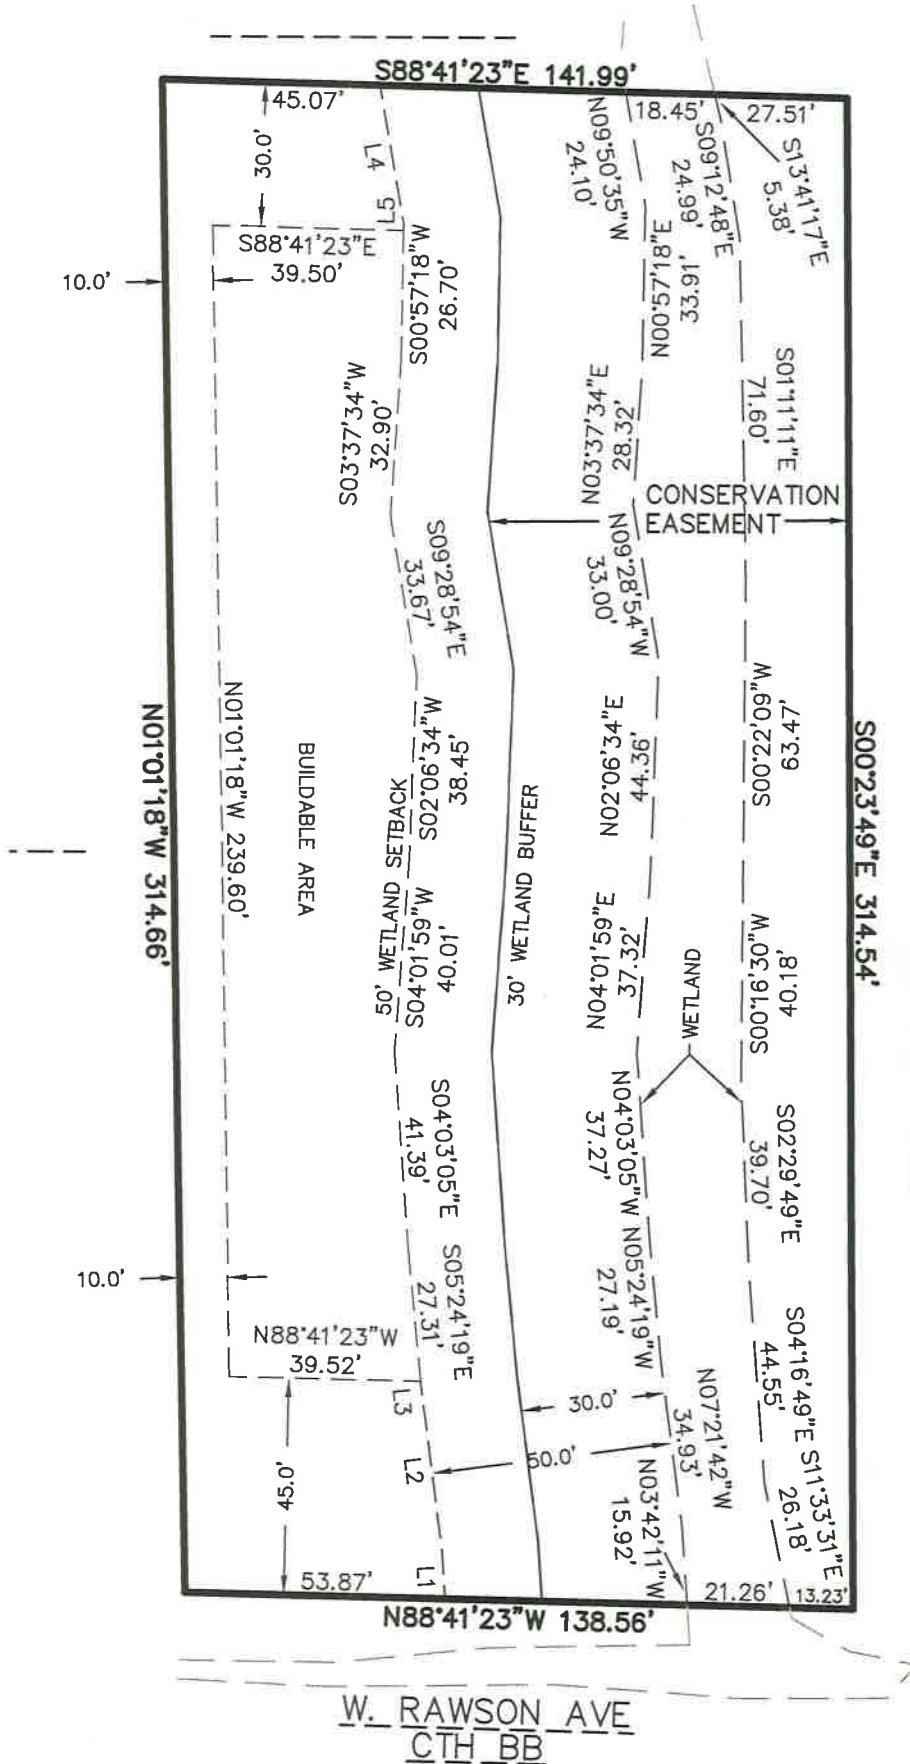 S88°41'23"E 141.99'
45.07'
18.45'
27.51'
30.0'
L4
L5
N09°50'35"W
24.10'
S09°12'48"E
24.99'
S13°41'17"E
5.38'
S88°41'23"E
39.50'
10.0'
S00°57'18"W
26.70'
N00°57'18"E
33.91'
S03°37'34"W
32.90'
N03°37'34"E
28.32'
S01°11'11"E
71.60'
CONSERVATION
EASEMENT
S09°28'54"E
33.67'
N09°28'54"W
33.00'
N01°01'18"W 314.66'
N01°01'18"W 239.60'
BUILDABLE AREA
50' WETLAND SETBACK
S02°06'34"W
38.45'
30' WETLAND BUFFER
N02°06'34"E
44.36'
S00°22'09"W
63.47'
S00°23'49"E 314.54'
S04°01'59"W
40.01'
N04°01'59"E
37.32'
WETLAND
S00°16'30"W
40.18'
S04°03'05"E
41.39'
N04°03'05"W
37.27'
S02°29'49"E
39.70'
10.0'
S05°24'19"E
27.31'
N05°24'19"W
27.19'
S04°16'49"E
44.55'
N88°41'23"W
39.52'
L3
30.0'
N07°21'42"W
34.93'
45.0'
L2
50.0'
N03°42'11"W
15.92'
S11°33'31"E
26.18'
53.87'
L1
21.26'
13.23'
N88°41'23"W 138.56'
W. RAWSON AVE
CTH BB